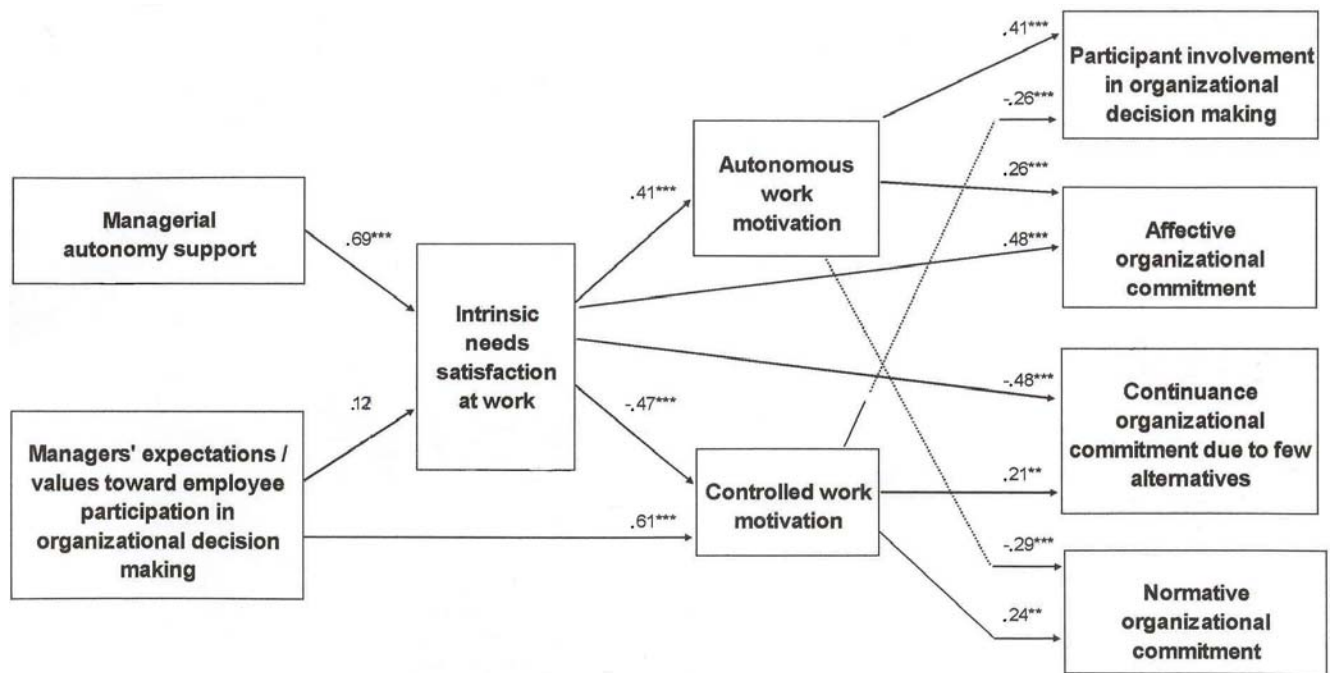 Managerial
autonomy support
Managers' expectations /
values toward employee
participation in
organizational decision
making
.69***
.12
Intrinsic
needs
satisfaction
at work
.41***
-.47***
.61***
Autonomous
work
motivation
Controlled work
motivation
.41***
-.26***
.26***
.48***
-.48***
.21**
-.29***
.24**
Participant involvement
in organizational
decision making
Affective
organizational
commitment
Continuance
organizational
commitment due to few
alternatives
Normative
organizational
commitment